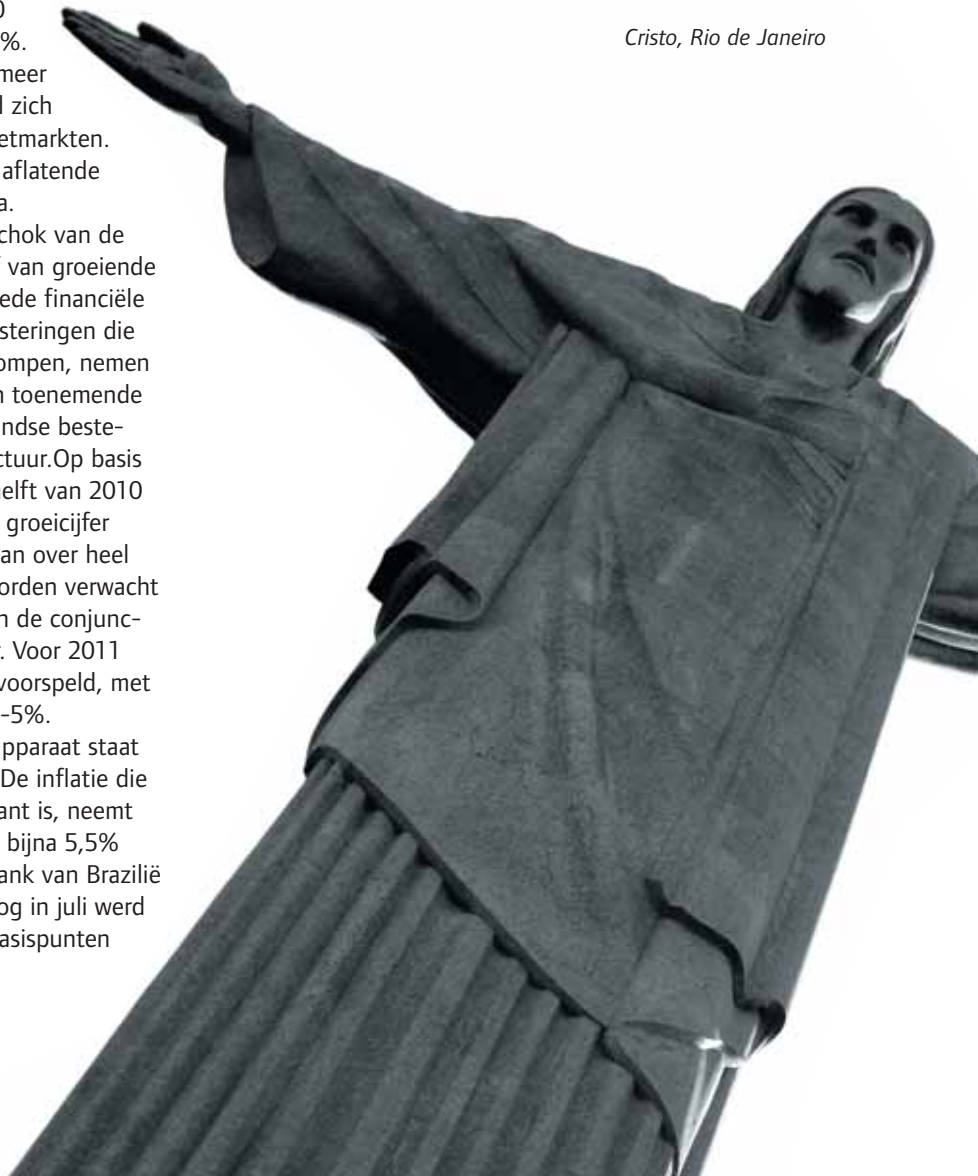 Cristo, Rio de Janeiro
0
%.
meer
l zich
etmarkten.
aflatende
a.
chok van de
f van groeiende
ede financiële
steringen die
ompen, nemen
n toenemende
ndse beste-
ctuur.Op basis
elft van 2010
groeicijfer
an over heel
orden verwacht
n de conjunc-
r. Voor 2011
voorspeld, met
-5%.
pparaat staat
De inflatie die
ant is, neemt
bijna 5,5%
ank van Brazilië
og in juli werd
asispunten